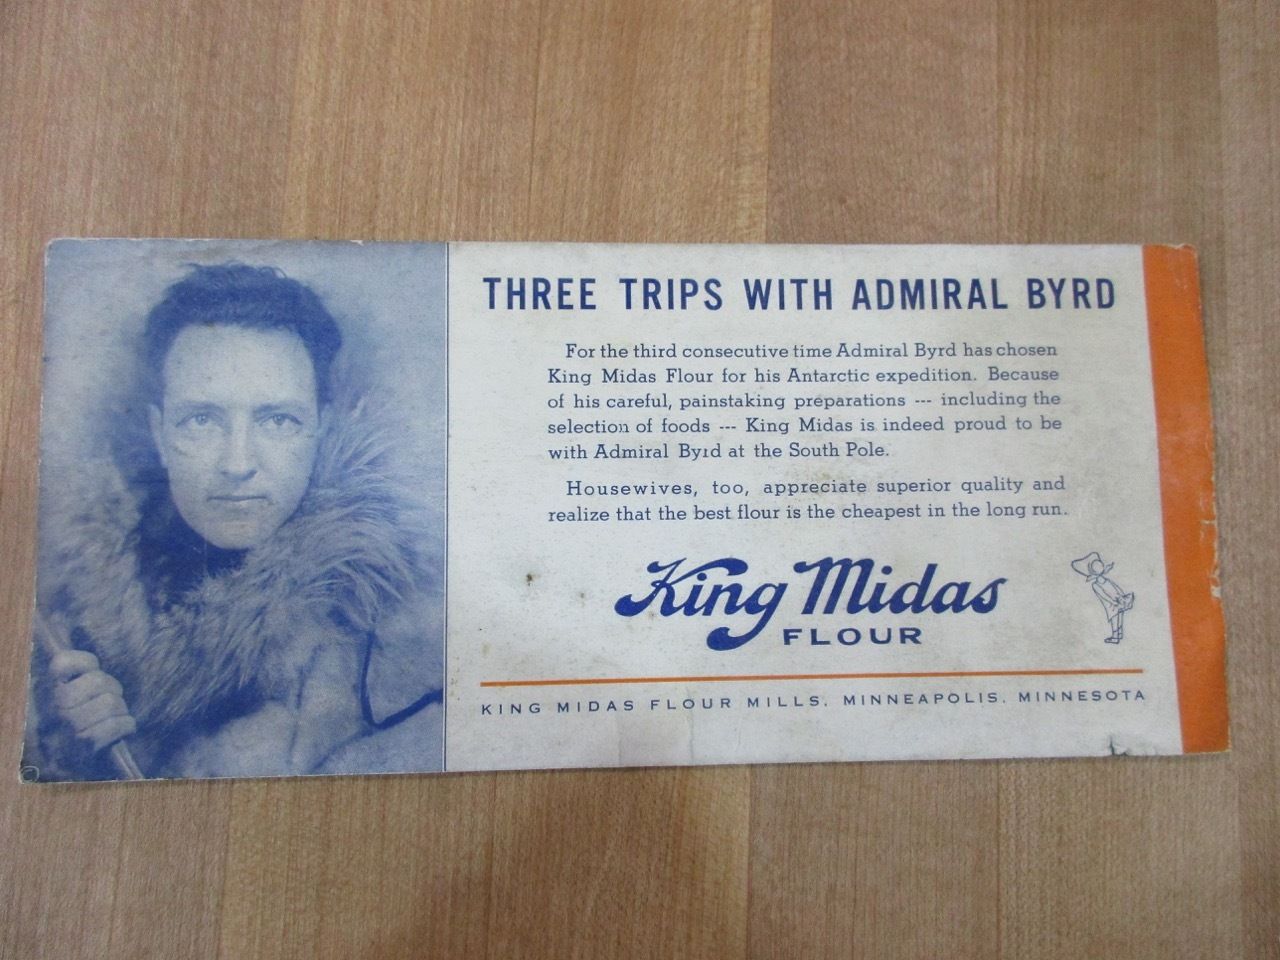 THREE TRIPS WITH ADMIRAL BYRD
For the third consecutive time Admiral Byrd has chosen
King Midas Flour for his Antarctic expedition. Because
of his careful, painstaking preparations --- including the
selection of foods --- King Midas is indeed proud to be
with Admiral Byrd at the South Pole.
Housewives, too, appreciate superior quality and
realize that the best flour is the cheapest in the long run.
King Midas
FLOUR
KING MIDAS FLOUR MILLS, MINNEAPOLIS, MINNESOTA